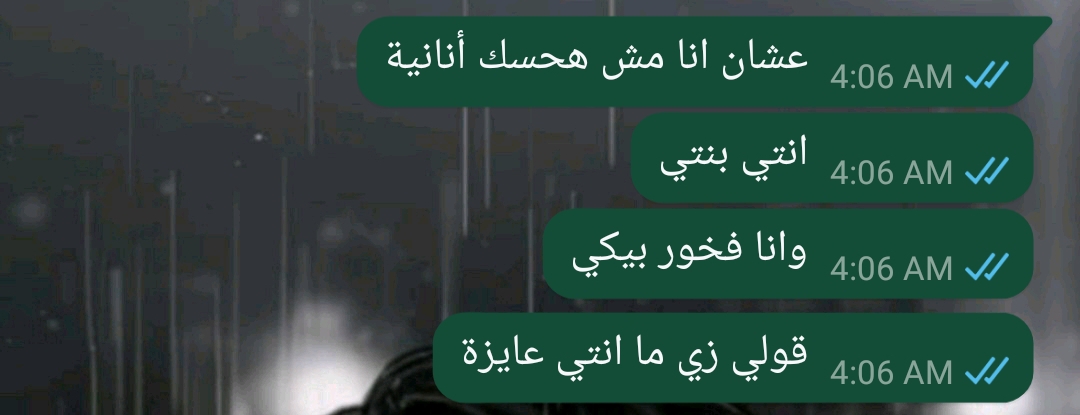 عشان انا مش هحسك أنانية
4:06 AM
انتي بنتي
4:06 AM
وانا فخور بيكي
4:06 AM
قولي زي ما انتي عايزة
4:06 AM